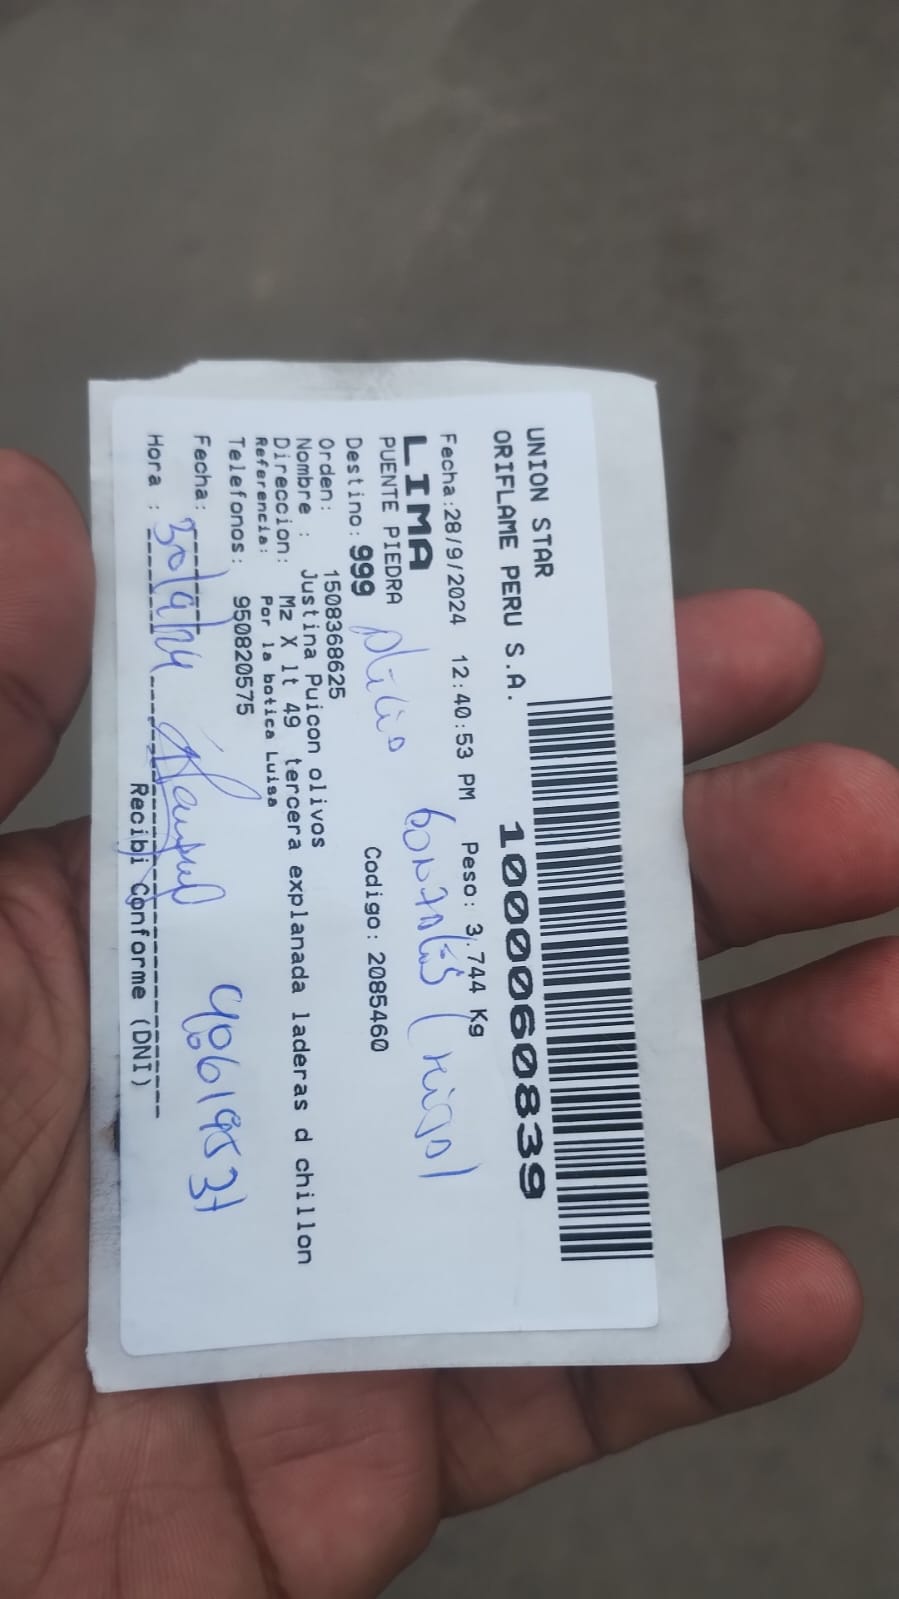 UNION STAR
ORIFLAME PERU S.A.
1000060839
Fecha:28/9/2024 12:40:53 PM Peso: 3.744 Kg
LIMA
PUENTE PIEDRA
Destino: 999 Codigo: 2085460
Orden: 1508368625
Nombre : Justina Puicon olivos
Direccion: Mz X lt 49 tercera explanada laderas d chillon
Referencia: Por la botica Luisa
Telefonos: 950820575
Fecha: 30/9/24
Hora :
Recibi Conforme (DNI)